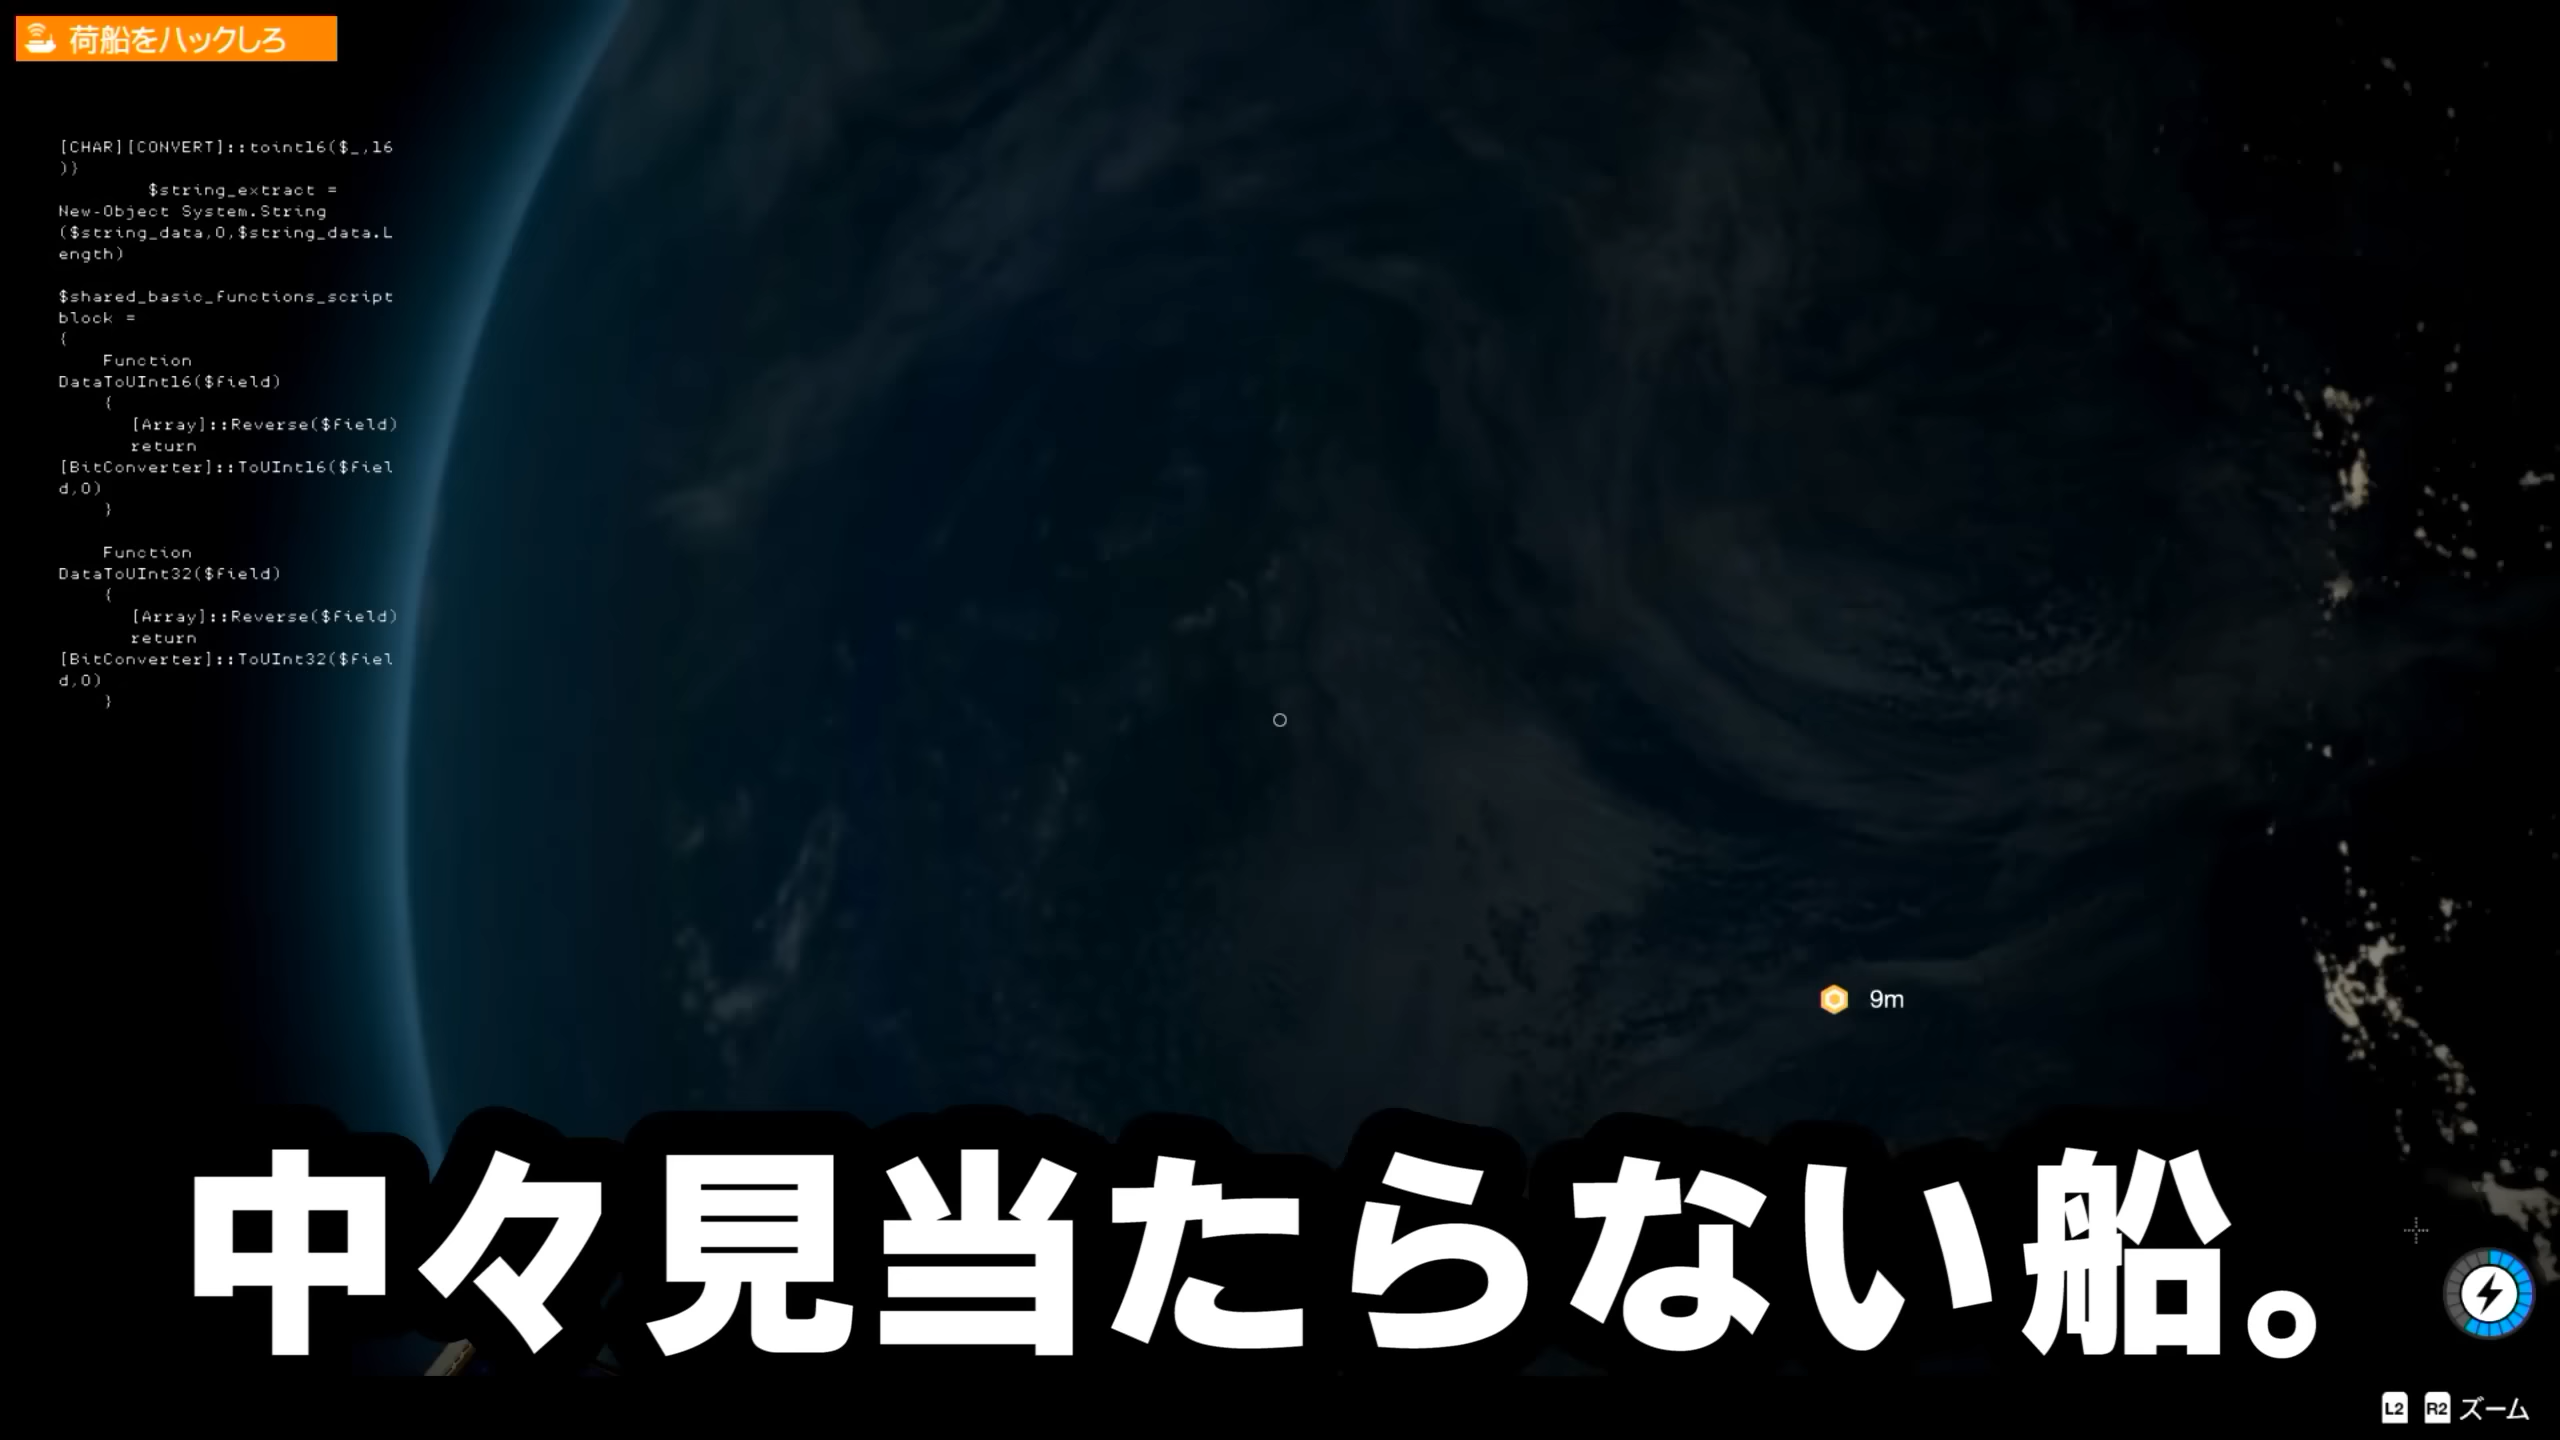 荷船をハックしろ
[CHAR][CONVERT]::toint16($_,16
)}
$string_extract =
New-Object System.String
($string_data,0,$string_data.L
ength)
$shared_basic_functions_script
block =
{
Function
DataToUInt16($field)
{
[Array]::Reverse($field)
return
[BitConverter]::ToUInt16($fiel
d,0)
}
Function
DataToUInt32($field)
{
[Array]::Reverse($field)
return
[BitConverter]::ToUInt32($fiel
d,0)
}
9m
中々見当たらない船。
L2 R2 ズーム